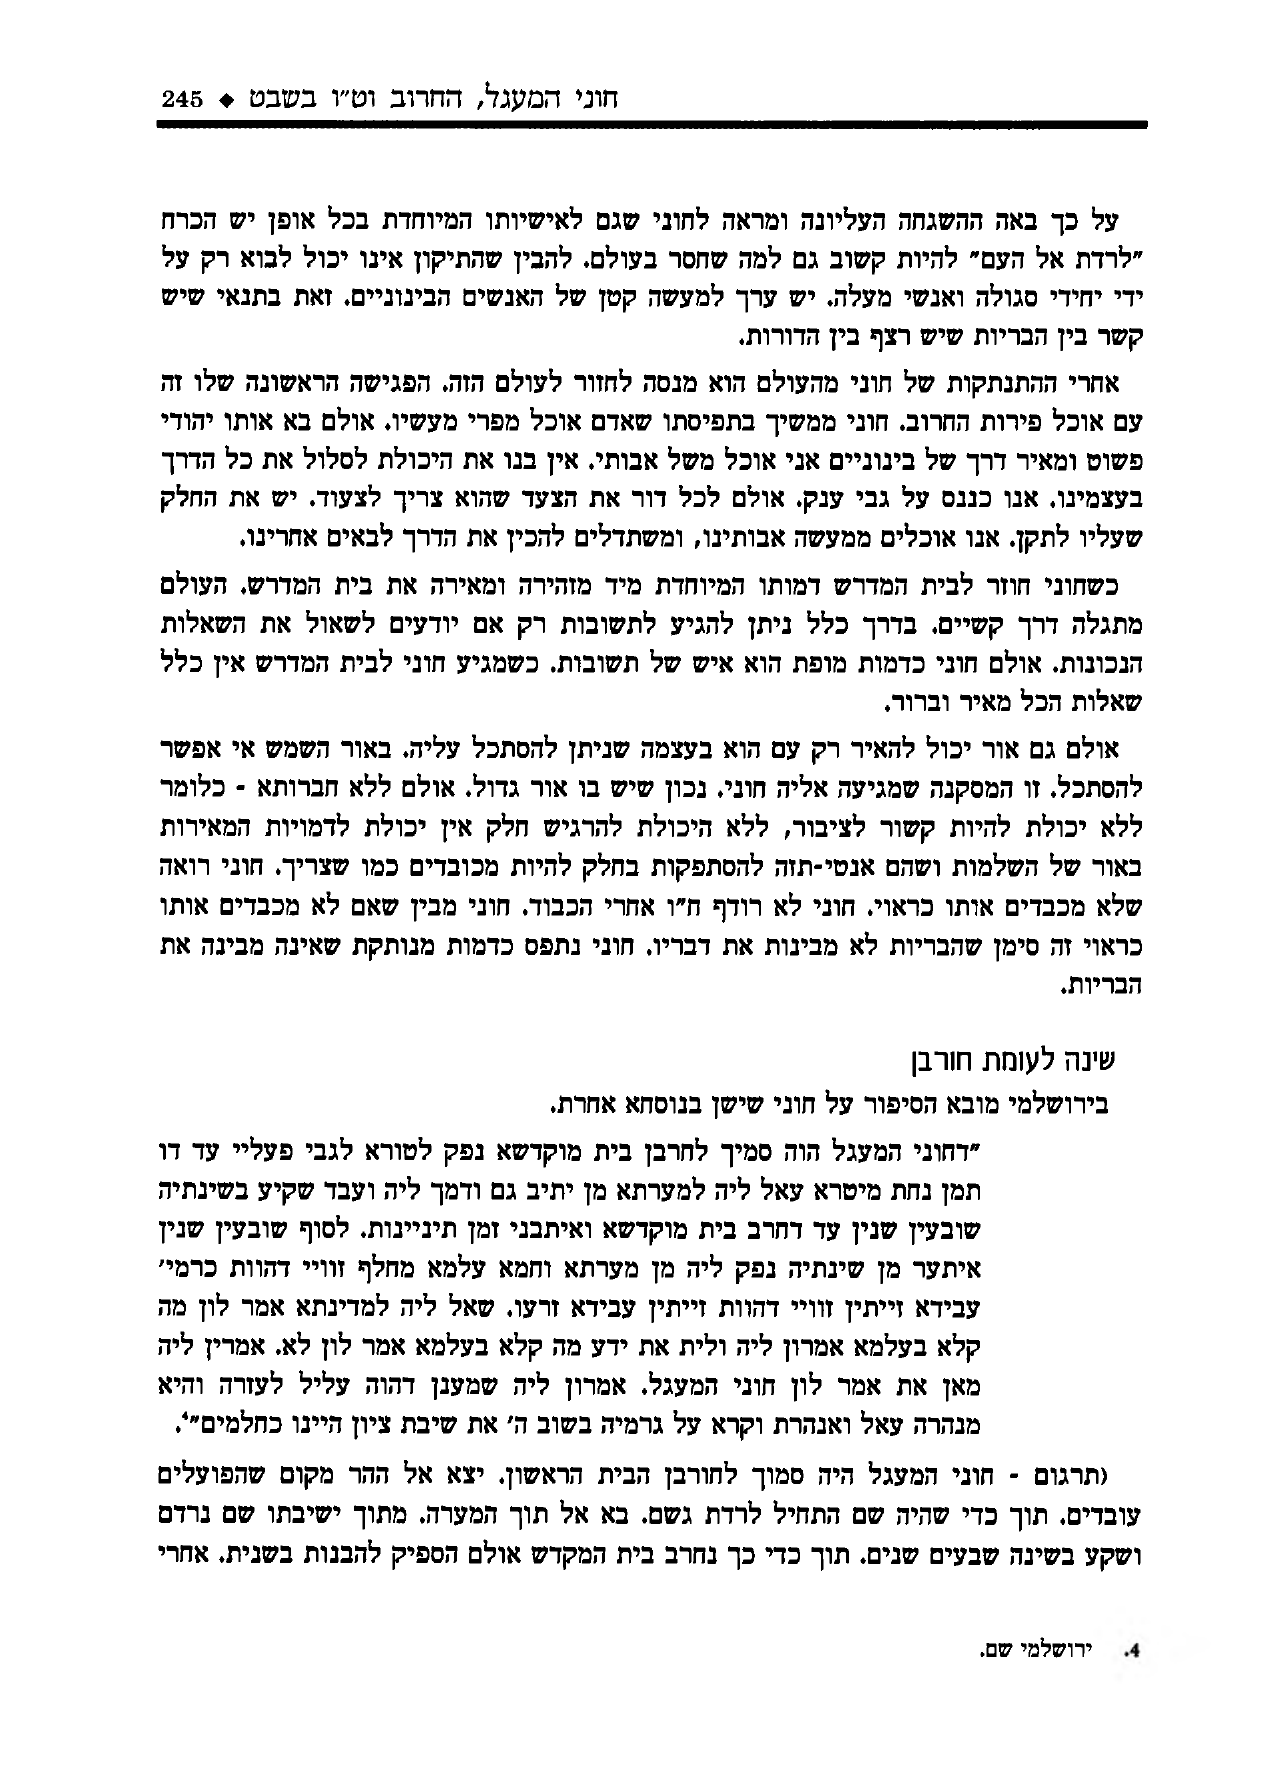 חוני המעגל, החרוב וט"ו בשבט ◆ 245
על כך באה ההשגחה העליונה ומראה לחוני שגם לאישיותו המיוחדת בכל אופן יש הכרח
"לרדת אל העם" להיות קשוב גם למה שחסר בעולם. להבין שהתיקון אינו יכול לבוא רק על
ידי יחידי סגולה ואנשי מעלה. יש ערך למעשה קטן של האנשים הבינוניים. זאת בתנאי שיש
קשר בין הבריות שיש רצף בין הדורות.
אחרי ההתנתקות של חוני מהעולם הוא מנסה לחזור לעולם הזה. הפגישה הראשונה שלו זה
עם אוכל פירות החרוב. חוני ממשיך בתפיסתו שאדם אוכל מפרי מעשיו. אולם בא אותו יהודי
פשוט ומאיר דרך של בינוניים אני אוכל משל אבותי. אין בנו את היכולת לסלול את כל הדרך
בעצמינו. אנו כננס על גבי ענק. אולם לכל דור את הצעד שהוא צריך לצעוד. יש את החלק
שעליו לתקן. אנו אוכלים ממעשה אבותינו, ומשתדלים להכין את הדרך לבאים אחרינו.
כשחוני חוזר לבית המדרש דמותו המיוחדת מיד מזהירה ומאירה את בית המדרש. העולם
מתגלה דרך קשיים. בדרך כלל ניתן להגיע לתשובות רק אם יודעים לשאול את השאלות
הנכונות. אולם חוני כדמות מופת הוא איש של תשובות. כשמגיע חוני לבית המדרש אין כלל
שאלות הכל מאיר וברור.
אולם גם אור יכול להאיר רק עם הוא בעצמה שניתן להסתכל עליה. באור השמש אי אפשר
להסתכל. זו המסקנה שמגיעה אליה חוני. נכון שיש בו אור גדול. אולם ללא חברותא - כלומר
ללא יכולת להיות קשור לציבור, ללא היכולת להרגיש חלק אין יכולת לדמויות המאירות
באור של השלמות ושהם אנטי-תזה להסתפקות בחלק להיות מכובדים כמו שצריך. חוני רואה
שלא מכבדים אותו כראוי. חוני לא רודף ח"ו אחרי הכבוד. חוני מבין שאם לא מכבדים אותו
כראוי זה סימן שהבריות לא מבינות את דבריו. חוני נתפס כדמות מנותקת שאינה מבינה את
הבריות.
שינה לעומת חורבן
בירושלמי מובא הסיפור על חוני שישן בנוסחא אחרת.
"דחוני המעגל הוה סמיך לחרבן בית מוקדשא נפק לטורא לגבי פעליי עד דו
תמן נחת מיטרא עאל ליה למערתא מן יתיב גם ודמך ליה ועבד שקיע בשינתיה
שובעין שנין עד דחרב בית מוקדשא ואיתבני זמן תיניינות. לסוף שובעין שנין
איתער מן שינתיה נפק ליה מן מערתא וחמא עלמא מחלף זוויי דהוות כרמי'
עבידא זייתין זוויי דהוות זייתין עבידא זרעו. שאל ליה למדינתא אמר לון מה
קלא בעלמא אמרון ליה ולית את ידע מה קלא בעלמא אמר לון לא. אמרין ליה
מאן את אמר לון חוני המעגל. אמרון ליה שמענן דהוה עליל לעזרה והיא
מנהרה עאל ואנהרת וקרא על גרמיה בשוב ה' את שיבת ציון היינו כחלמים"4.
(תרגום - חוני המעגל היה סמוך לחורבן הבית הראשון. יצא אל ההר מקום שהפועלים
עובדים. תוך כדי שהיה שם התחיל לרדת גשם. בא אל תוך המערה. מתוך ישיבתו שם נרדם
ושקע בשינה שבעים שנים. תוך כדי כך נחרב בית המקדש אולם הספיק להבנות בשנית. אחרי
4. ירושלמי שם.